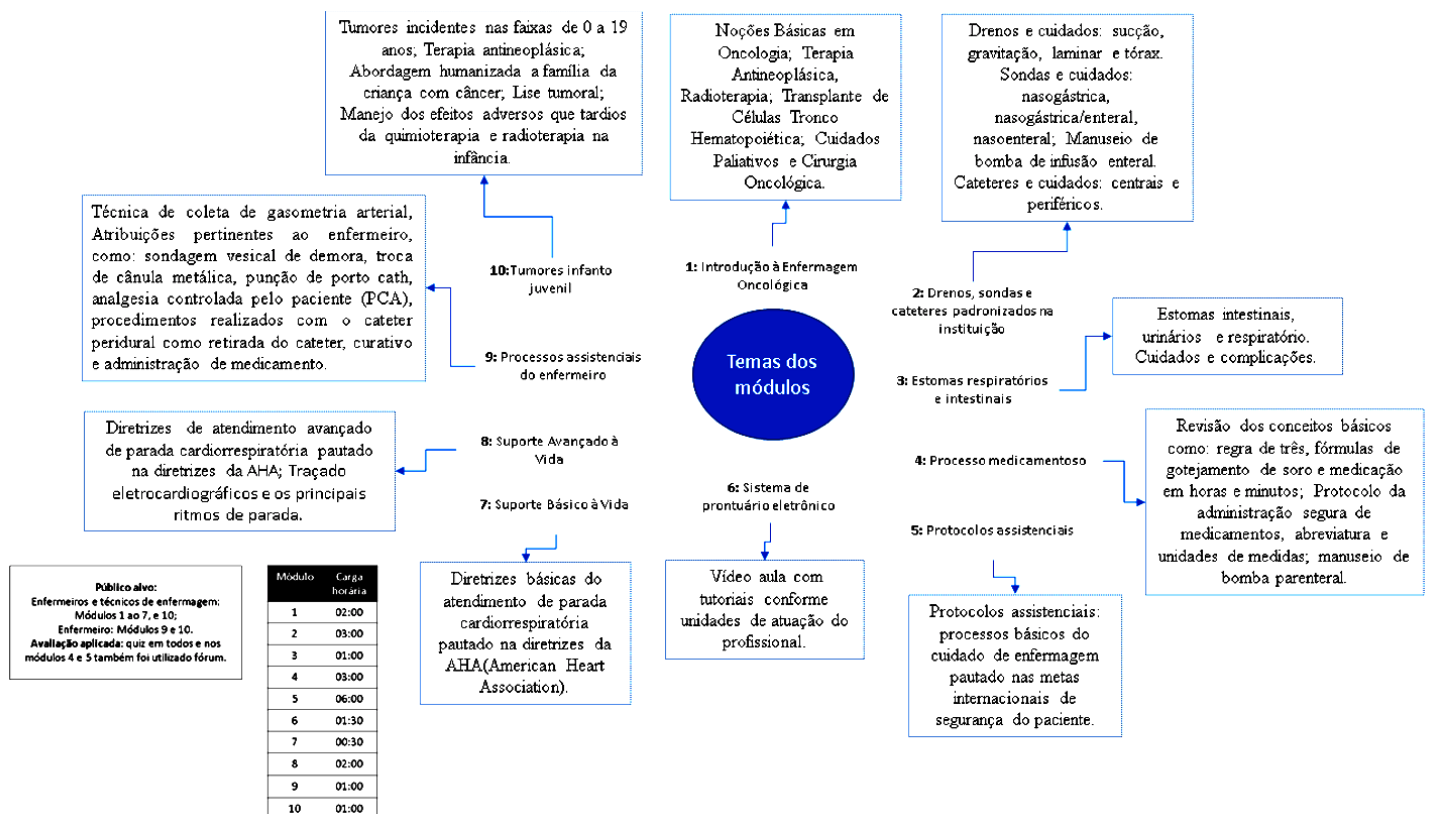 Tumores incidentes nas faixas de 0 a 19
anos; Terapia antineoplásica;
Abordagem humanizada a família da
criança com câncer; Lise tumoral;
Manejo dos efeitos adversos que tardios
da quimioterapia e radioterapia na
infância.
Noções Básicas em
Oncologia; Terapia
Antineoplásica,
Radioterapia; Transplante de
Células Tronco
Hematopoiética; Cuidados
Paliativos e Cirurgia
Oncológica.
Drenos e cuidados: sucção,
gravitação, laminar e tórax.
Sondas e cuidados:
nasogástrica,
nasogástrica/enteral,
nasoenteral; Manuseio de
bomba de infusão enteral.
Cateteres e cuidados: centrais e
periféricos.
Técnica de coleta de gasometria arterial,
Atribuições pertinentes ao enfermeiro,
como: sondagem vesical de demora, troca
de cânula metálica, punção de porto cath,
analgesia controlada pelo paciente (PCA),
procedimentos realizados com o cateter
peridural como retirada do cateter, curativo
e administração de medicamento.
10:Tumores infanto
juvenil
1: Introdução à Enfermagem
Oncológica
2: Drenos, sondas e
cateteres padronizados na
instituição
Estomas intestinais,
urinários e respiratório.
Cuidados e complicações.
9: Processos assistenciais
do enfermeiro
Temas dos
módulos
3: Estomas respiratórios
e intestinais
Diretrizes de atendimento avançado
de parada cardiorrespiratória pautado
na diretrizes da AHA; Traçado
eletrocardiográficos e os principais
ritmos de parada.
8: Suporte Avançado à
Vida
4: Processo medicamentoso
Revisão dos conceitos básicos
como: regra de três, fórmulas de
gotejamento de soro e medicação
em horas e minutos; Protocolo da
administração segura de
medicamentos, abreviatura e
unidades de medidas; manuseio de
bomba parenteral.
7: Suporte Básico à Vida
6: Sistema de
prontuário eletrônico
5: Protocolos assistenciais
Público alvo:
Enfermeiros e técnicos de enfermagem:
Módulos 1 ao 7, e 10;
Enfermeiro: Módulos 9 e 10.
Avaliação aplicada: quiz em todos e nos
módulos 4 e 5 também foi utilizado fórum.
Módulo Carga
horária
1 02:00
2 03:00
3 01:00
4 03:00
5 06:00
6 01:30
7 00:30
8 02:00
9 01:00
10 01:00
Diretrizes básicas do
atendimento de parada
cardiorrespiratória
pautado na diretrizes da
AHA(American Heart
Association).
Vídeo aula com
tutoriais conforme
unidades de atuação do
profissional.
Protocolos assistenciais:
processos básicos do
cuidado de enfermagem
pautado nas metas
internacionais de
segurança do paciente.